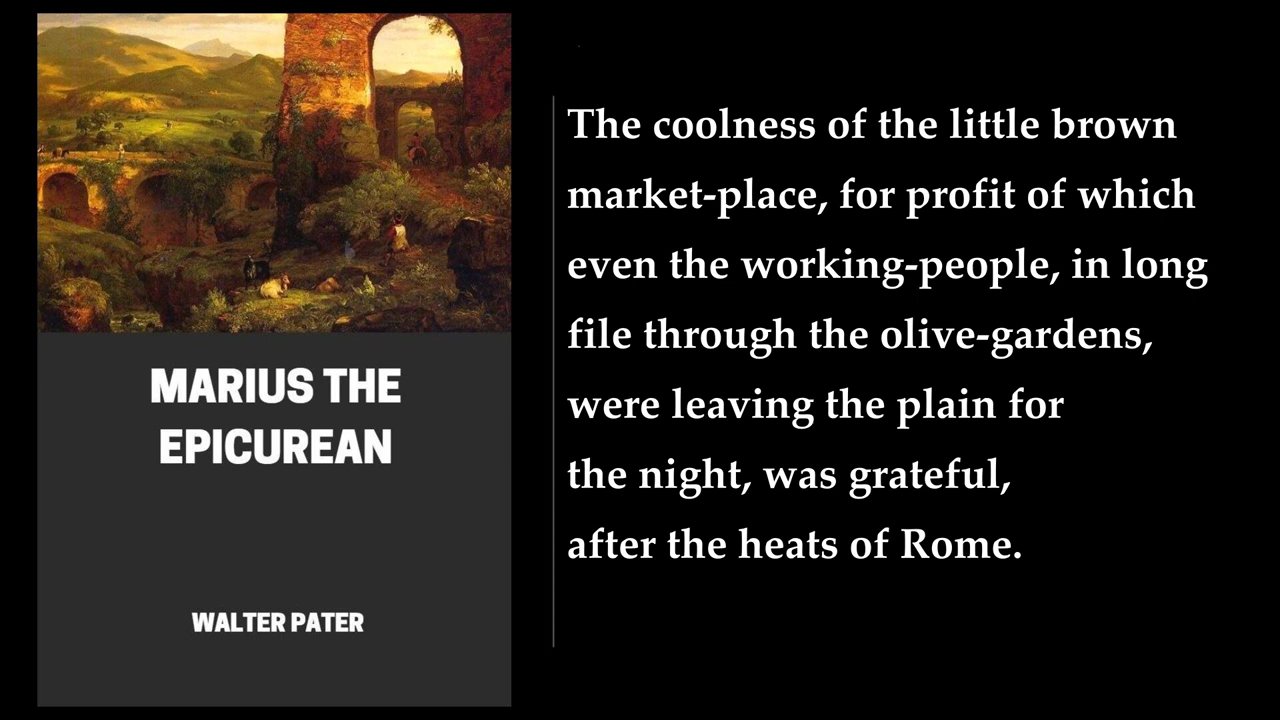 MARIUS THE
EPICUREAN
WALTER PATER
The coolness of the little brown
market-place, for profit of which
even the working-people, in long
file through the olive-gardens,
were leaving the plain for
the night, was grateful,
after the heats of Rome.